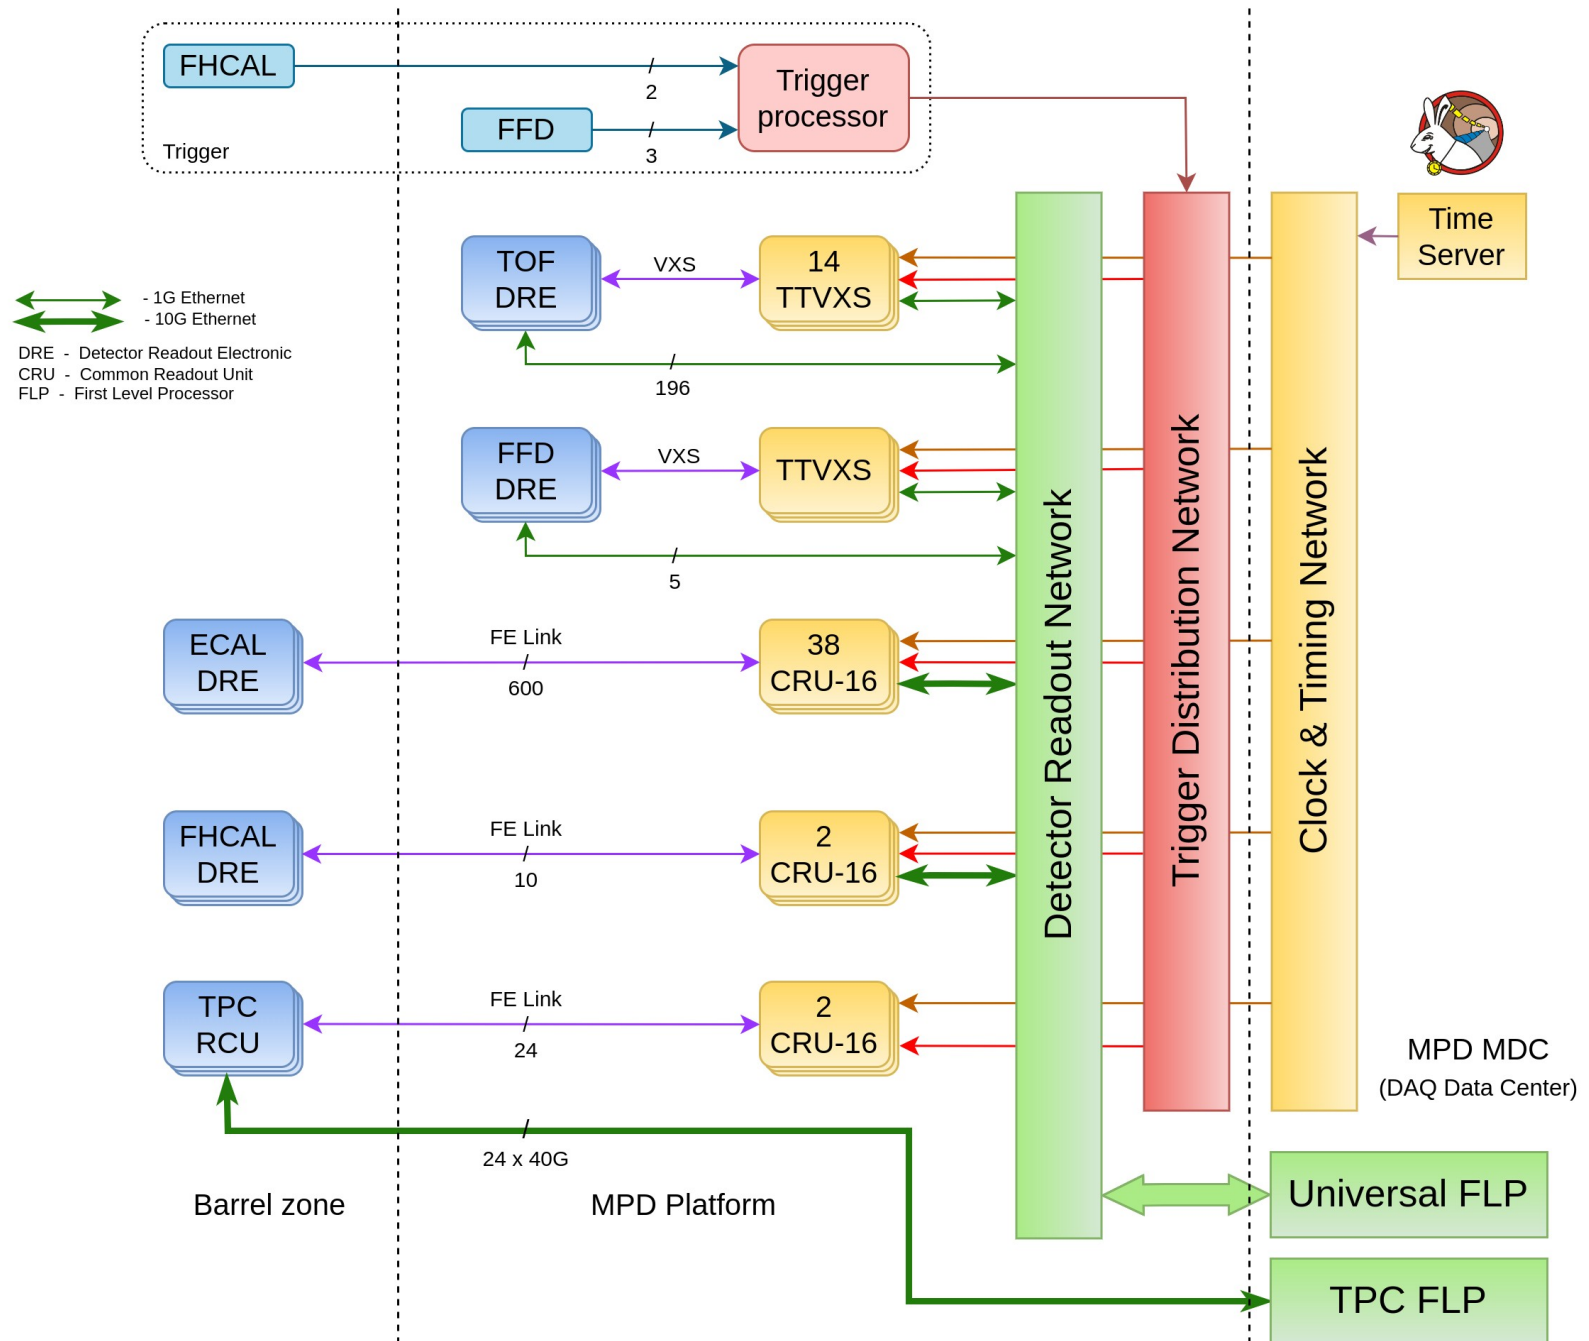 FHCAL
2
FFD
3
Trigger
processor
Trigger
Time
Server
TOF
DRE
VXS
14
TTVXS
196
- 1G Ethernet
- 10G Ethernet
DRE - Detector Readout Electronic
CRU - Common Readout Unit
FLP - First Level Processor
FFD
DRE
VXS
TTVXS
5
ECAL
DRE
FE Link
600
38
CRU-16
FHCAL
DRE
FE Link
10
2
CRU-16
TPC
RCU
FE Link
24
2
CRU-16
24 x 40G
Detector Readout Network
Trigger Distribution Network
Clock & Timing Network
MPD MDC
(DAQ Data Center)
Barrel zone
MPD Platform
Universal FLP
TPC FLP